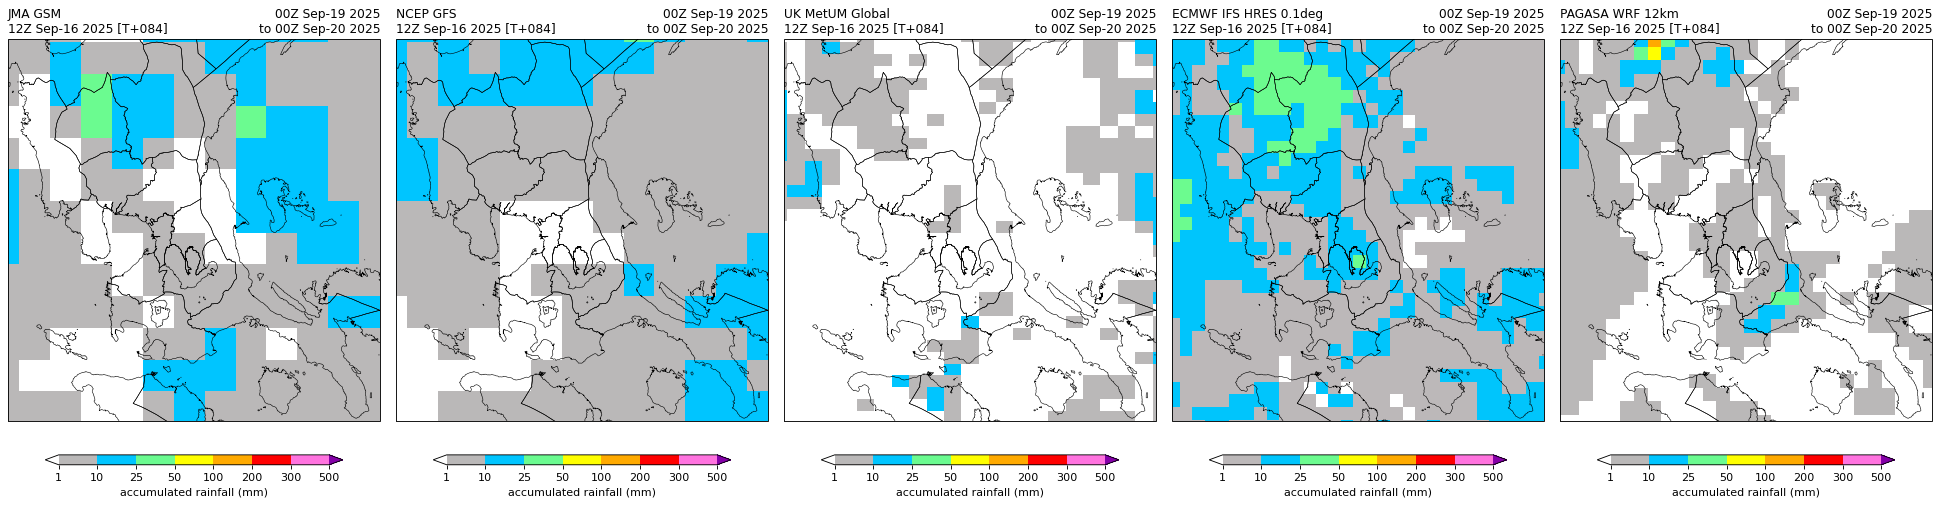 JMA GSM 00Z Sep-19 2025
12Z Sep-16 2025 [T+084] to 00Z Sep-20 2025
1 10 25 50 100 200 300 500
accumulated rainfall (mm)
NCEP GFS 00Z Sep-19 2025
12Z Sep-16 2025 [T+084] to 00Z Sep-20 2025
1 10 25 50 100 200 300 500
accumulated rainfall (mm)
UK MetUM Global 00Z Sep-19 2025
12Z Sep-16 2025 [T+084] to 00Z Sep-20 2025
1 10 25 50 100 200 300 500
accumulated rainfall (mm)
ECMWF IFS HRES 0.1deg 00Z Sep-19 2025
12Z Sep-16 2025 [T+084] to 00Z Sep-20 2025
1 10 25 50 100 200 300 500
accumulated rainfall (mm)
PAGASA WRF 12km 00Z Sep-19 2025
12Z Sep-16 2025 [T+084] to 00Z Sep-20 2025
1 10 25 50 100 200 300 500
accumulated rainfall (mm)